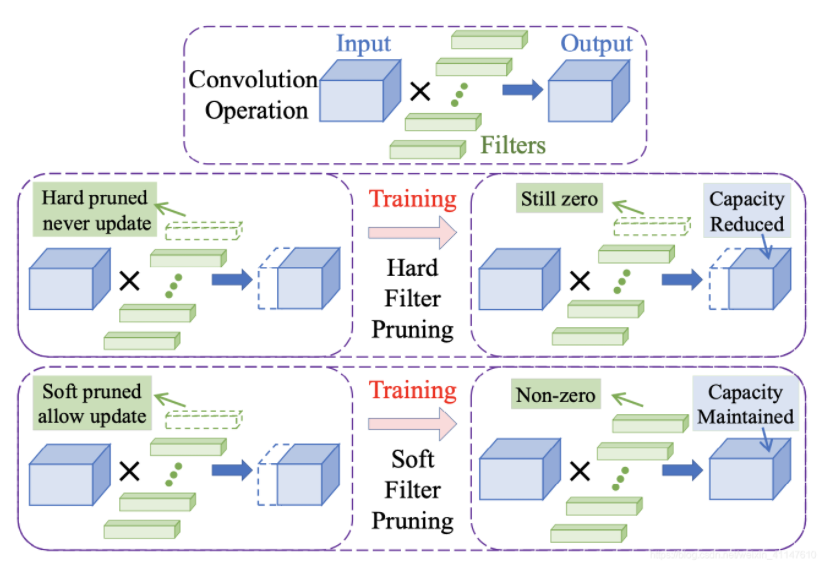 Input
Output
Convolution
Operation
×
Filters
Hard pruned
never update
×
Training
Hard
Filter
Pruning
Still zero
Capacity
Reduced
×
Soft pruned
allow update
×
Training
Soft
Filter
Pruning
Non-zero
Capacity
Maintained
×